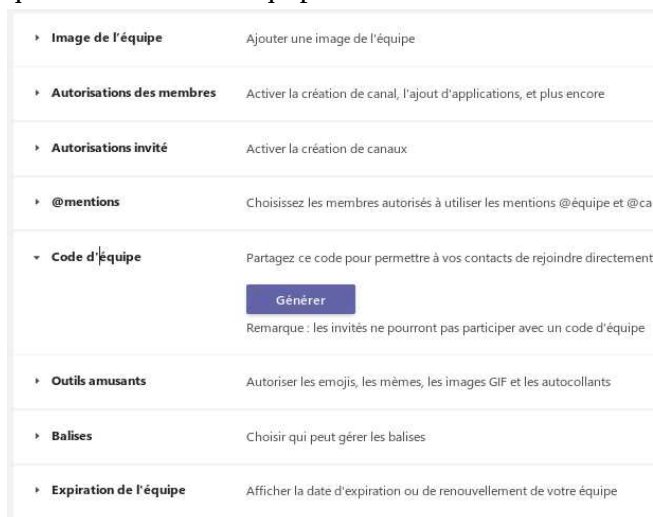 Image de l'équipe Ajouter une image de l'équipe
Autorisations des membres Activer la création de canal, l'ajout d'applications, et plus encore
Autorisations invité Activer la création de canaux
@mentions Choisissez les membres autorisés à utiliser les mentions @équipe et @ca
Code d'équipe Partagez ce code pour permettre à vos contacts de rejoindre directement
Générer
Remarque : les invités ne pourront pas participer avec un code d'équipe
Outils amusants Autoriser les emojis, les mèmes, les images GIF et les autocollants
Balises Choisir qui peut gérer les balises
Expiration de l'équipe Afficher la date d'expiration ou de renouvellement de votre équipe